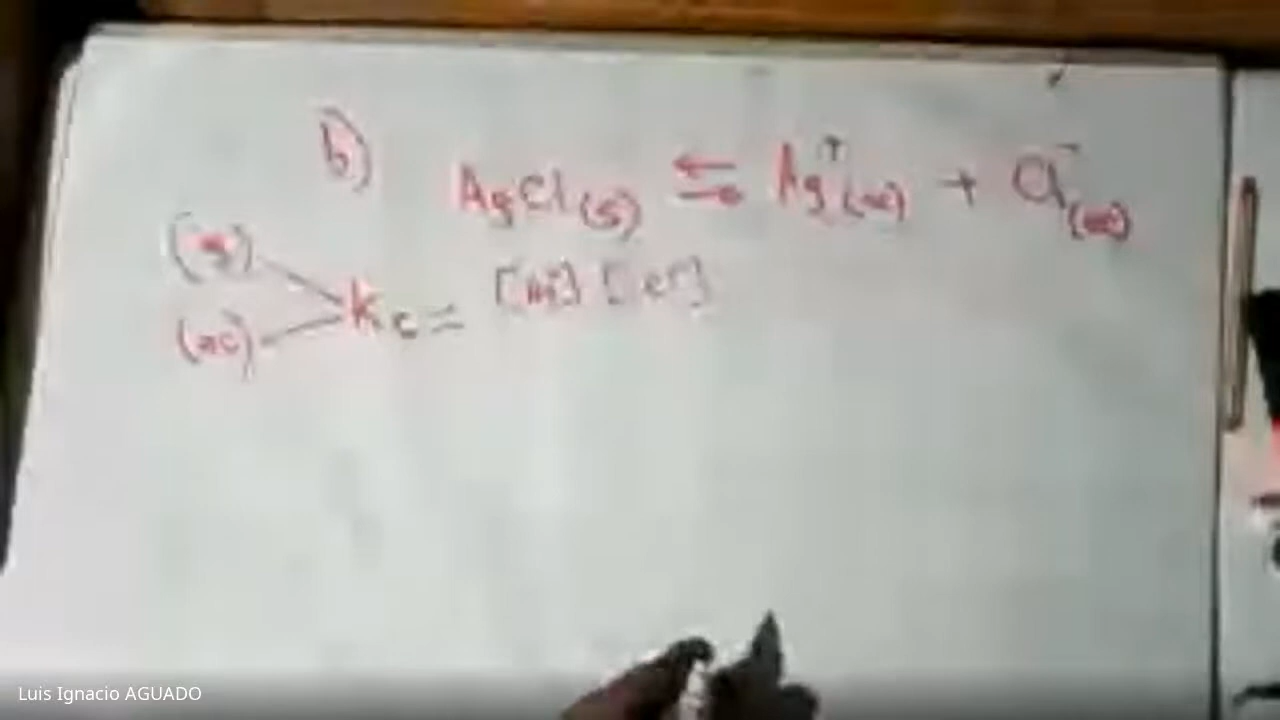 b) AgCl(s) ⇆ Ag⁺(ac) + Cl⁻(ac)
(g)
Kc = [Ag⁺] [Cl⁻]
(ac)
Luis Ignacio AGUADO